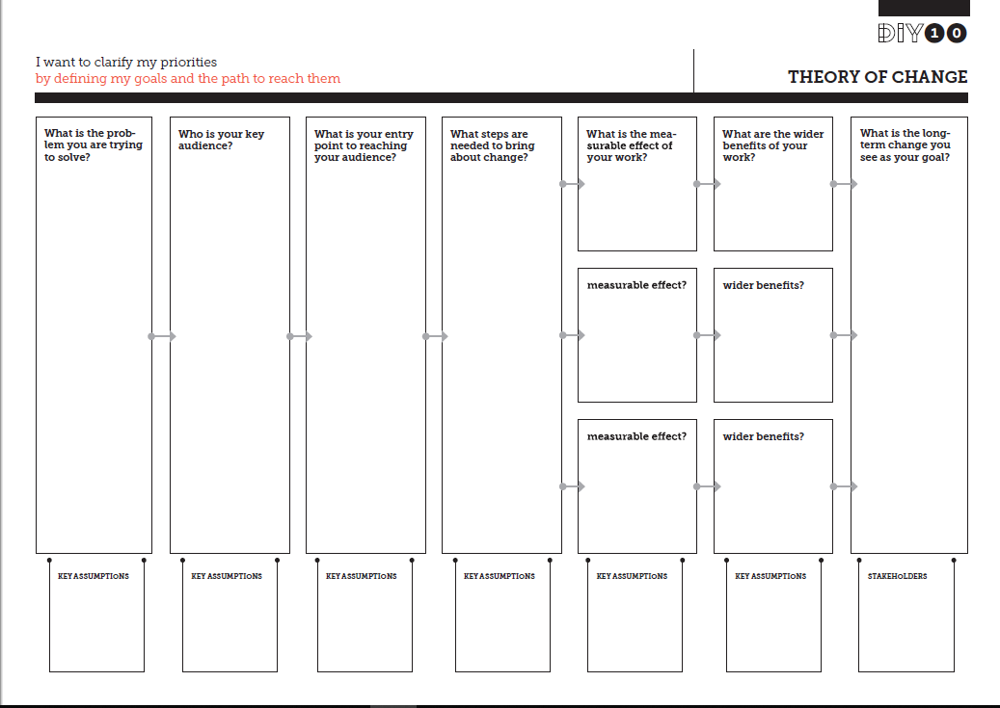 DIY10
I want to clarify my priorities
by defining my goals and the path to reach them
THEORY OF CHANGE
What is the prob-
lem you are trying
to solve?
Who is your key
audience?
What is your entry
point to reaching
your audience?
What steps are
needed to bring
about change?
What is the mea-
surable effect of
your work?
What are the wider
benefits of your
work?
What is the long-
term change you
see as your goal?
measurable effect?
wider benefits?
measurable effect?
wider benefits?
KEY ASSUMPTIONS
KEY ASSUMPTIONS
KEY ASSUMPTIONS
KEY ASSUMPTIONS
KEY ASSUMPTIONS
KEY ASSUMPTIONS
STAKEHOLDERS